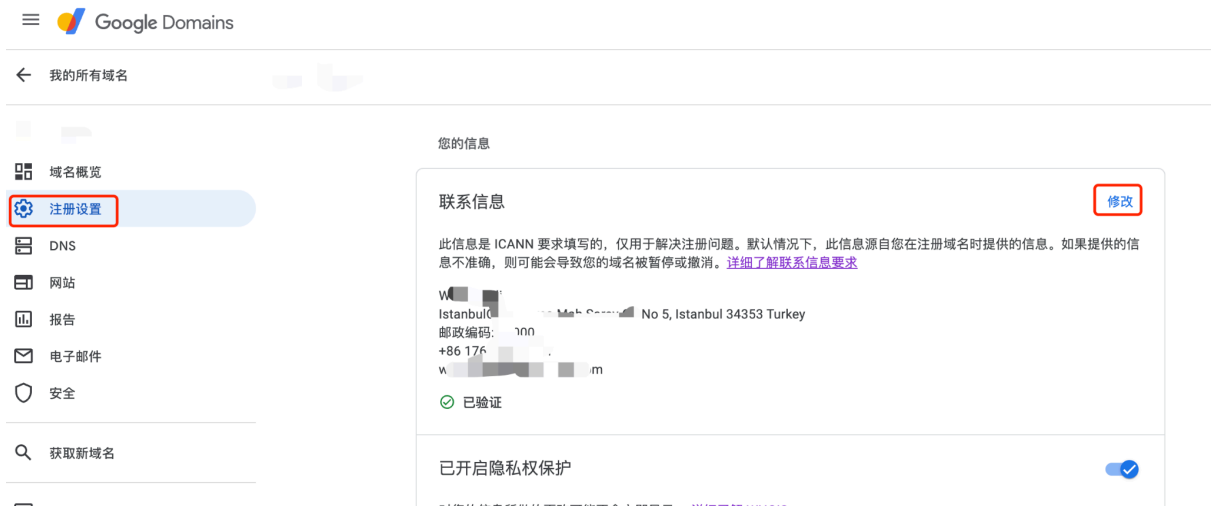 Google Domains
我的所有域名
域名概览
注册设置
DNS
网站
报告
电子邮件
安全
获取新域名
您的信息
联系信息
修改
此信息是 ICANN 要求填写的，仅用于解决注册问题。默认情况下，此信息源自您在注册域名时提供的信息。如果提供的信
息不准确，则可能会导致您的域名被暂停或撤消。详细了解联系信息要求
Istanbul No 5, Istanbul 34353 Turkey
邮政编码:
+86 176
已验证
已开启隐私权保护